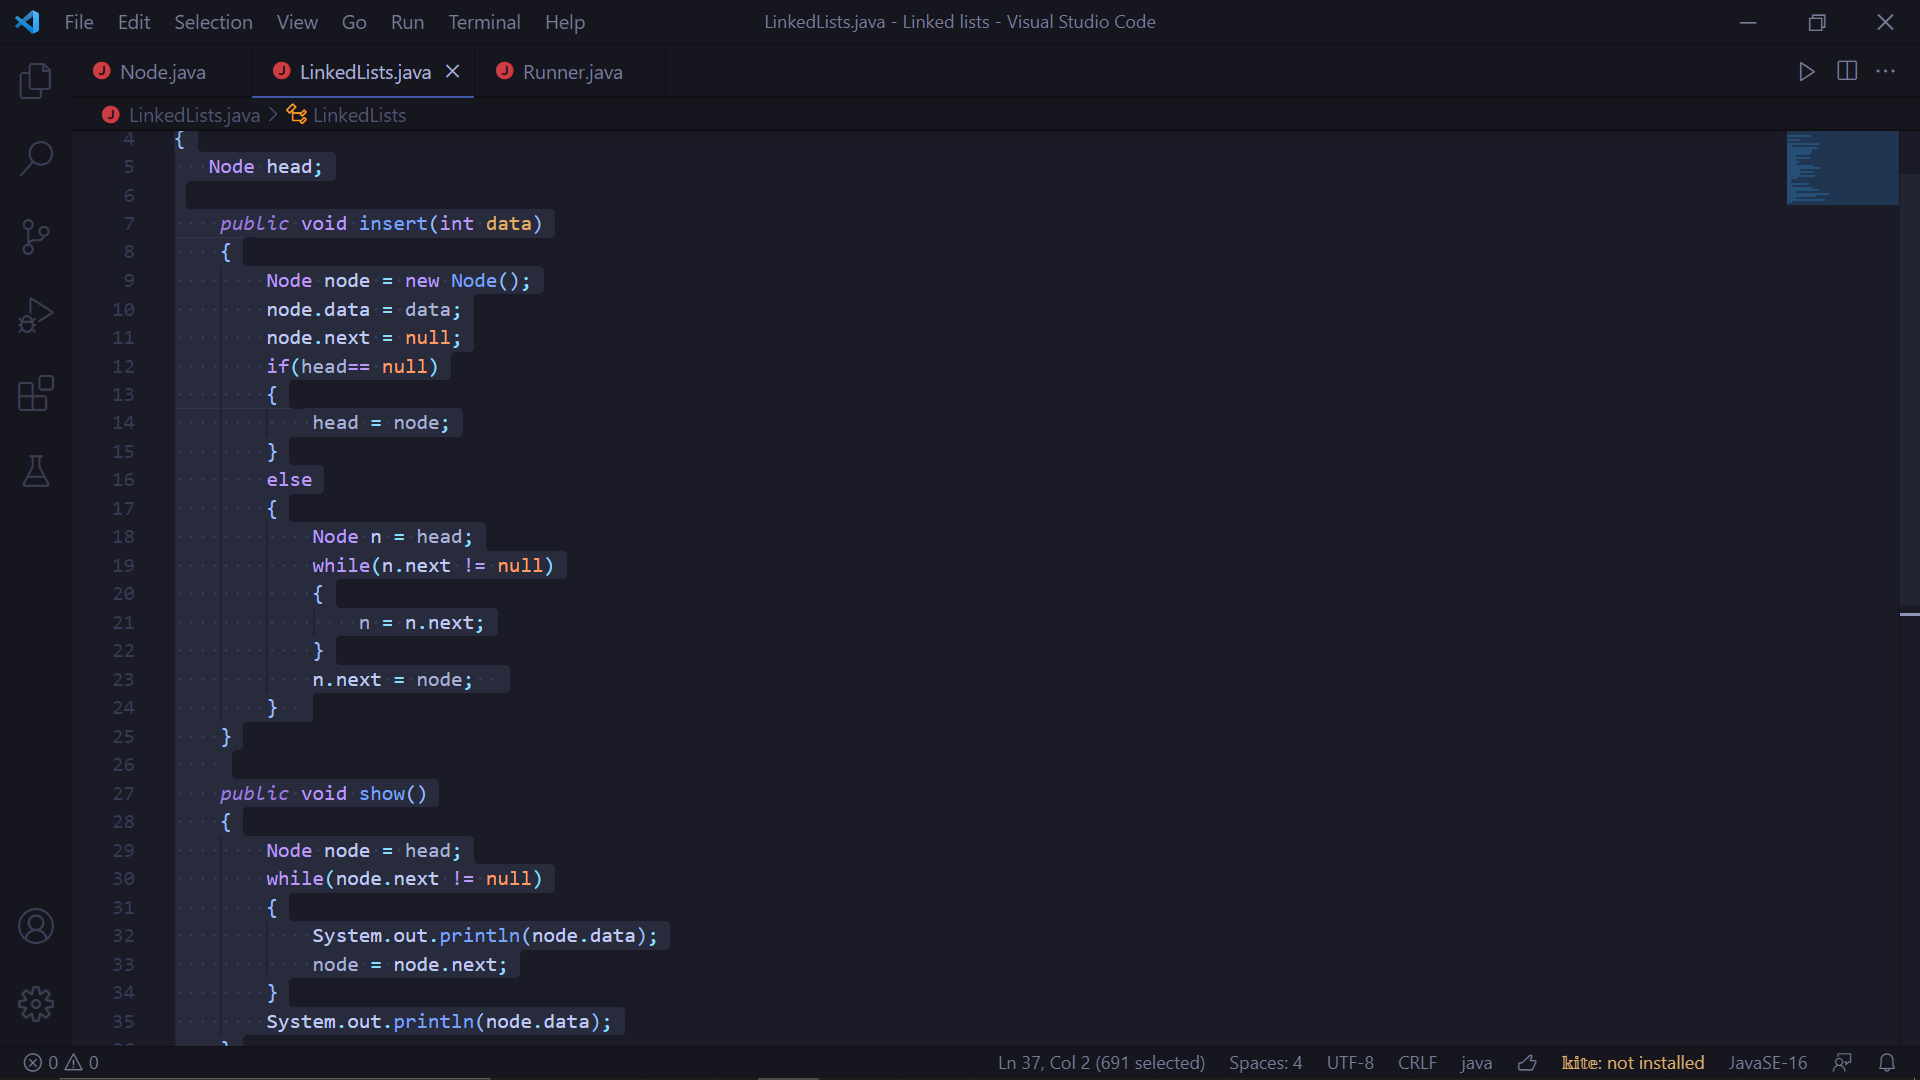 File Edit Selection View Go Run Terminal Help LinkedLists.java - Linked lists - Visual Studio Code
J Node.java J LinkedLists.java J Runner.java
J LinkedLists.java > LinkedLists
4 {
5 Node head;
6
7 public void insert(int data)
8 {
9 Node node = new Node();
10 node.data = data;
11 node.next = null;
12 if(head== null)
13 {
14 head = node;
15 }
16 else
17 {
18 Node n = head;
19 while(n.next != null)
20 {
21 n = n.next;
22 }
23 n.next = node;
24 }
25 }
26
27 public void show()
28 {
29 Node node = head;
30 while(node.next != null)
31 {
32 System.out.println(node.data);
33 node = node.next;
34 }
35 System.out.println(node.data);
0 0 Ln 37, Col 2 (691 selected) Spaces: 4 UTF-8 CRLF java kite: not installed JavaSE-16